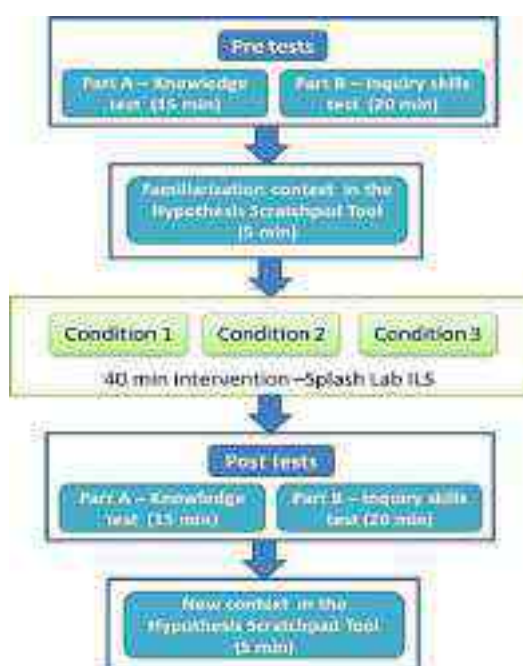 Pre tests
Part A – Knowledge
test (15 min)
Part B – Inquiry skills
test (20 min)
Familiarization context in the
Hypothesis Scratchpad Tool
(5 min)
Condition 1
Condition 2
Condition 3
40 min intervention –Splash Lab ILS
Post tests
Part A – Knowledge
test (15 min)
Part B – Inquiry skills
test (20 min)
New context in the
Hypothesis Scratchpad Tool
(5 min)